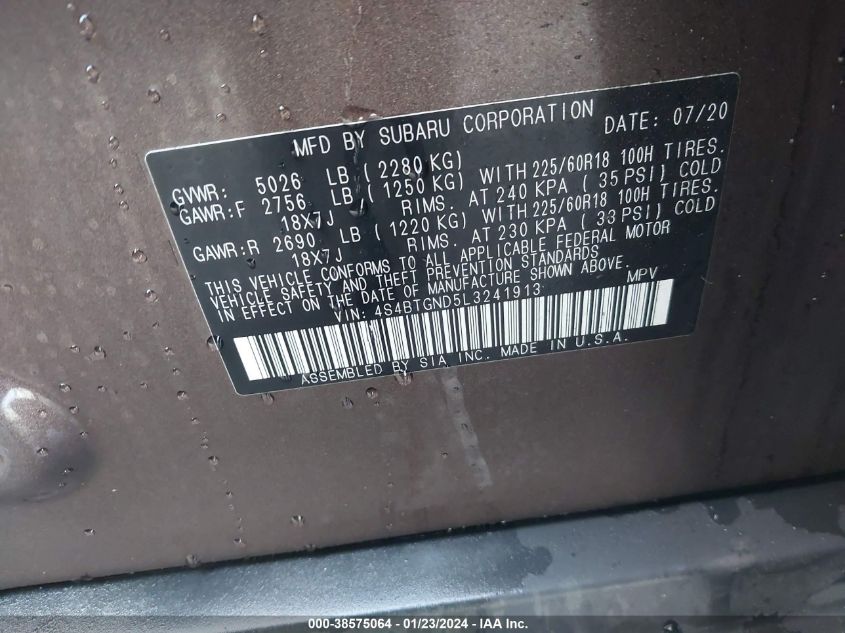 MFD BY SUBARU CORPORATION DATE: 07/20
GVWR: 5026 LB ( 2280 KG)
GAWR:F 2756 LB ( 1250 KG) WITH 225/60R18 100H TIRES.
18X7J RIMS. AT 240 KPA ( 35 PSI) COLD
GAWR:R 2690 LB ( 1220 KG) WITH 225/60R18 100H TIRES.
18X7J RIMS. AT 230 KPA ( 33 PSI) COLD
THIS VEHICLE CONFORMS TO ALL APPLICABLE FEDERAL MOTOR
VEHICLE SAFETY AND THEFT PREVENTION STANDARDS
IN EFFECT ON THE DATE OF MANUFACTURE SHOWN ABOVE.
VIN: 4S4BTGND5L3241913 MPV
ASSEMBLED BY SIA INC. MADE IN U.S.A.
000-38575064 / 01/23/2024 - IAA Inc.